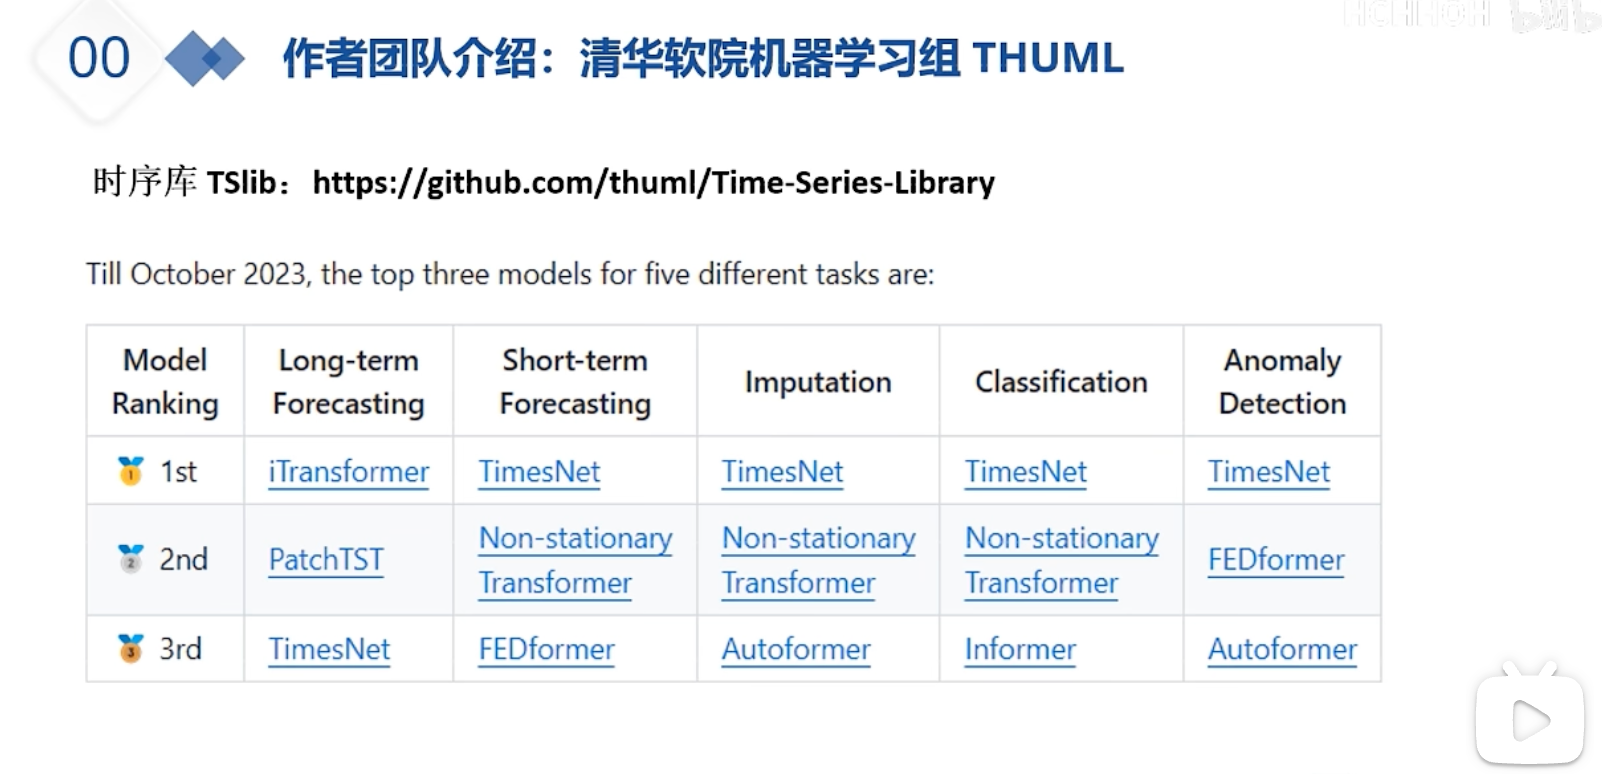 HCHHOH bilibili
00
作者团队介绍：清华软院机器学习组 THUML
时序库 TSlib：https://github.com/thuml/Time-Series-Library
Till October 2023, the top three models for five different tasks are:
Model Ranking Long-term Forecasting Short-term Forecasting Imputation Classification Anomaly Detection
1st iTransformer TimesNet TimesNet TimesNet TimesNet
2nd PatchTST Non-stationary Transformer Non-stationary Transformer Non-stationary Transformer FEDformer
3rd TimesNet FEDformer Autoformer Informer Autoformer